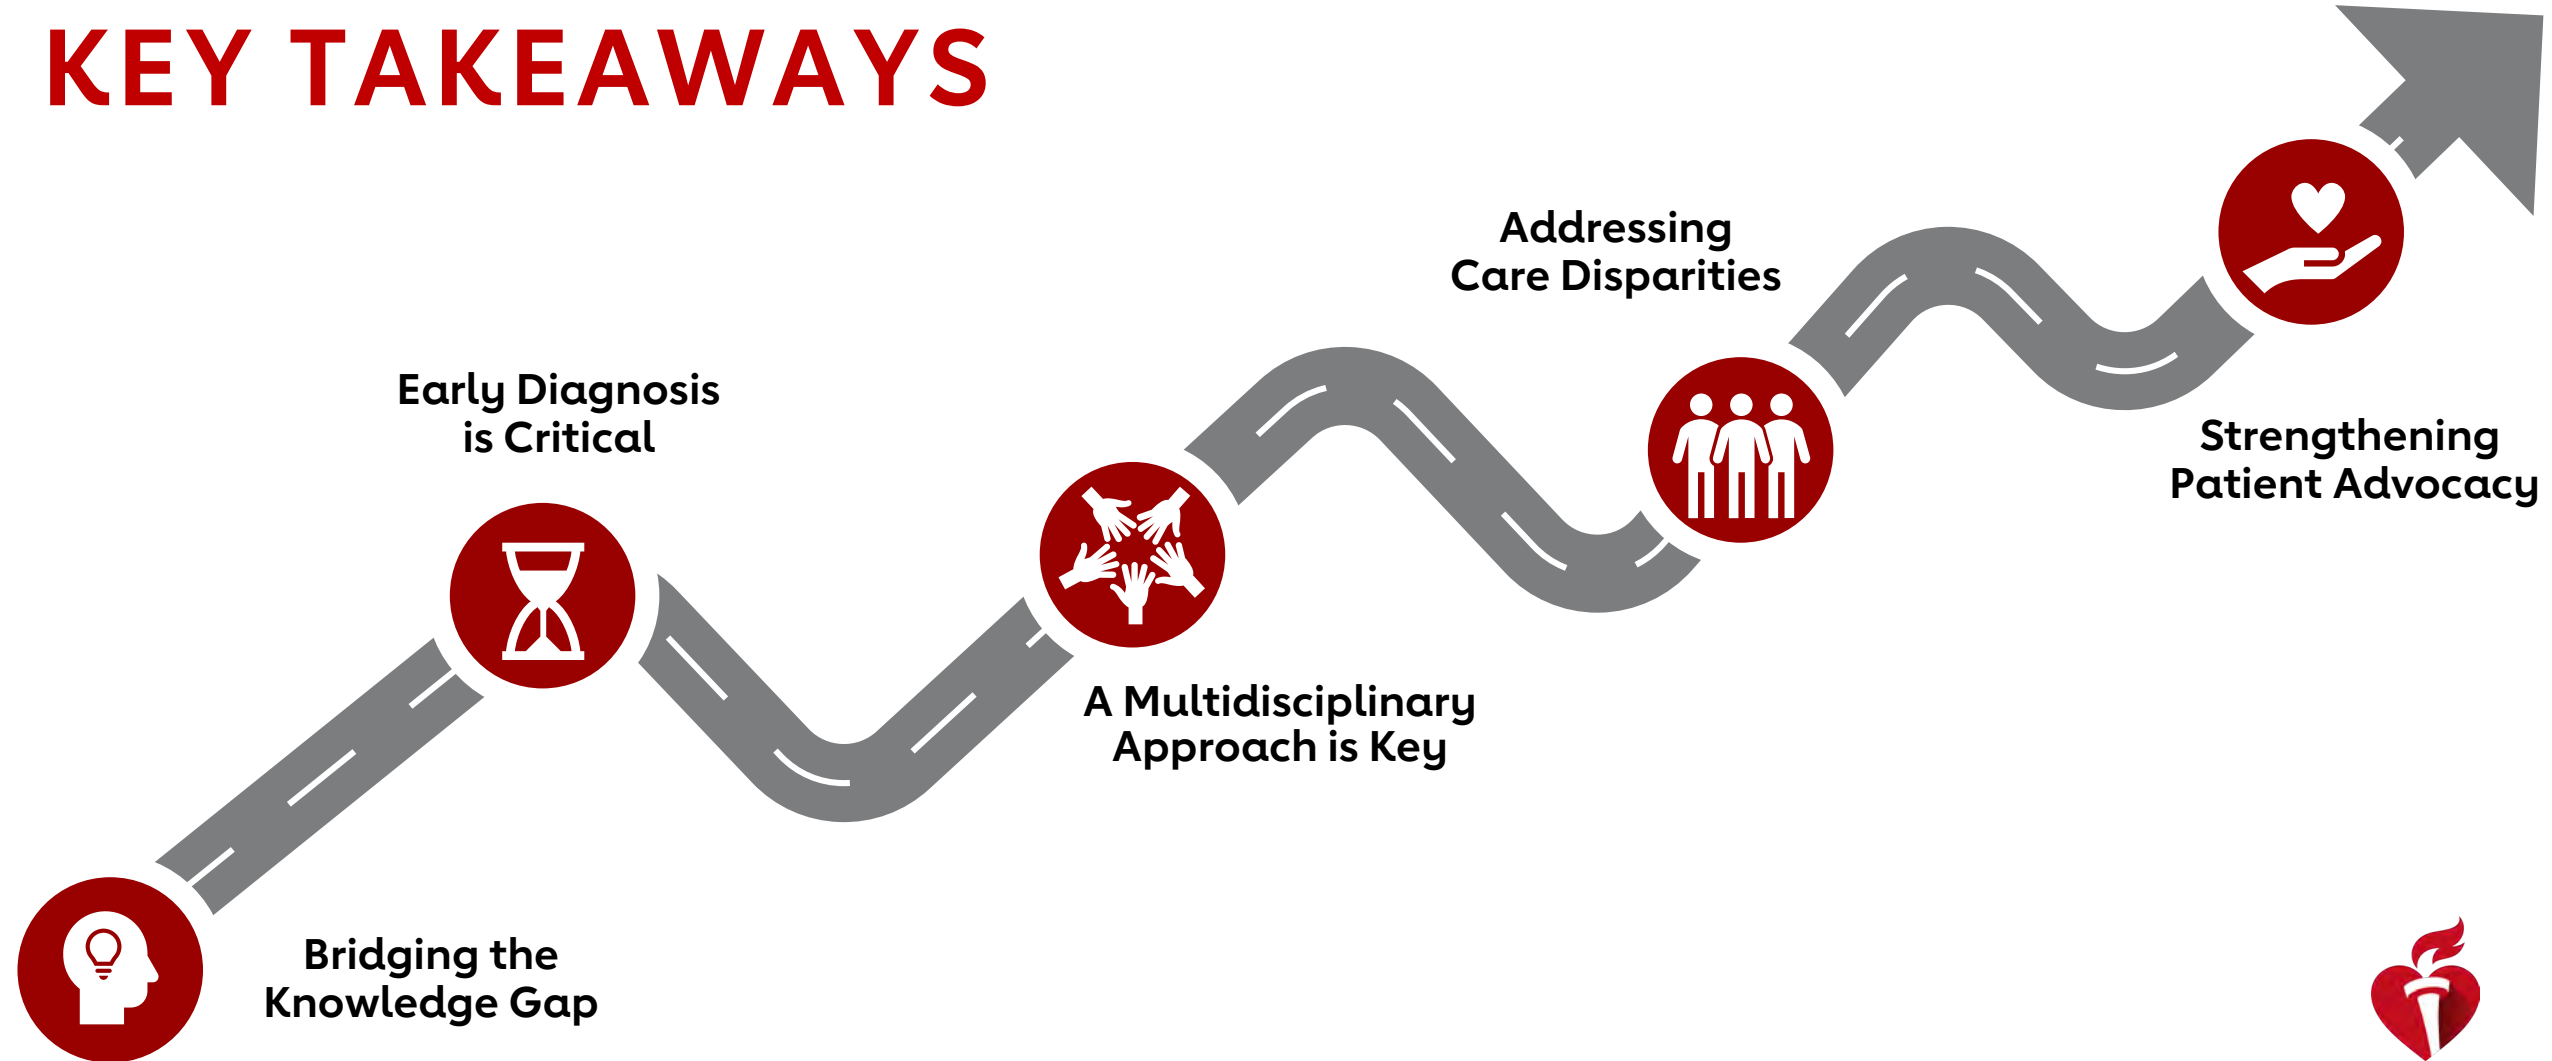 KEY TAKEAWAYS
Bridging the
Knowledge Gap
Early Diagnosis
is Critical
A Multidisciplinary
Approach is Key
Addressing
Care Disparities
Strengthening
Patient Advocacy